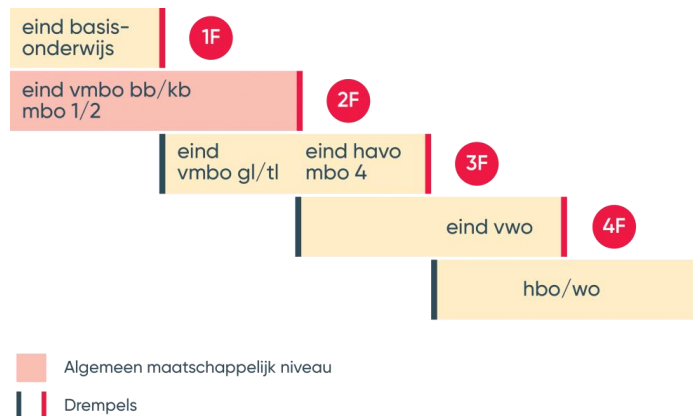 eind basis-
onderwijs
1F
eind vmbo bb/kb
mbo 1/2
2F
eind
vmbo gl/tl
eind havo
mbo 4
3F
eind vwo
4F
hbo/wo
Algemeen maatschappelijk niveau
Drempels